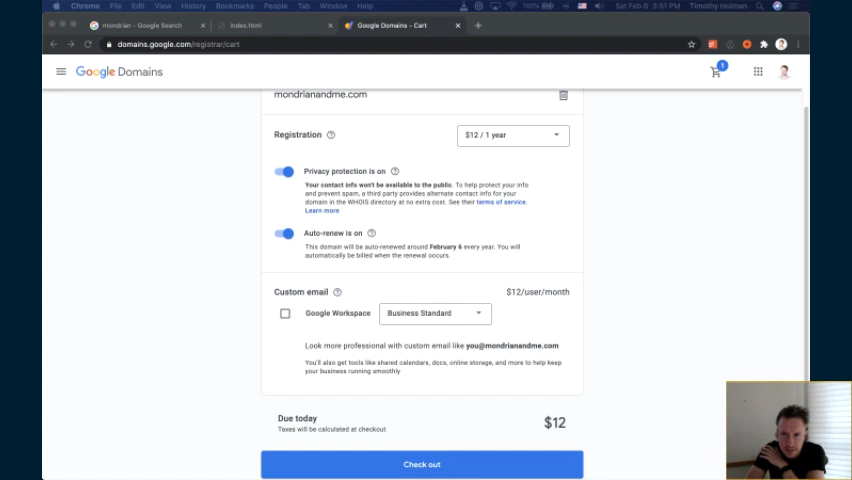 Chrome File Edit View History Bookmarks People Tab Window Help 100% Sat Feb 6 3:51 PM Timothy Holman
mondrian - Google Search index.html Google Domains - Cart
domains.google.com/registrar/cart
Google Domains 1
mondrianandme.com
Registration $12 / 1 year
Privacy protection is on
Your contact info won't be available to the public. To help protect your info
and prevent spam, a third party provides alternate contact info for your
domain in the WHOIS directory at no extra cost. See their terms of service.
Learn more
Auto-renew is on
This domain will be auto-renewed around February 6 every year. You will
automatically be billed when the renewal occurs.
Custom email $12/user/month
Google Workspace Business Standard
Look more professional with custom email like you@mondrianandme.com
You'll also get tools like shared calendars, docs, online storage, and more to help keep
your business running smoothly
Due today $12
Taxes will be calculated at checkout
Check out